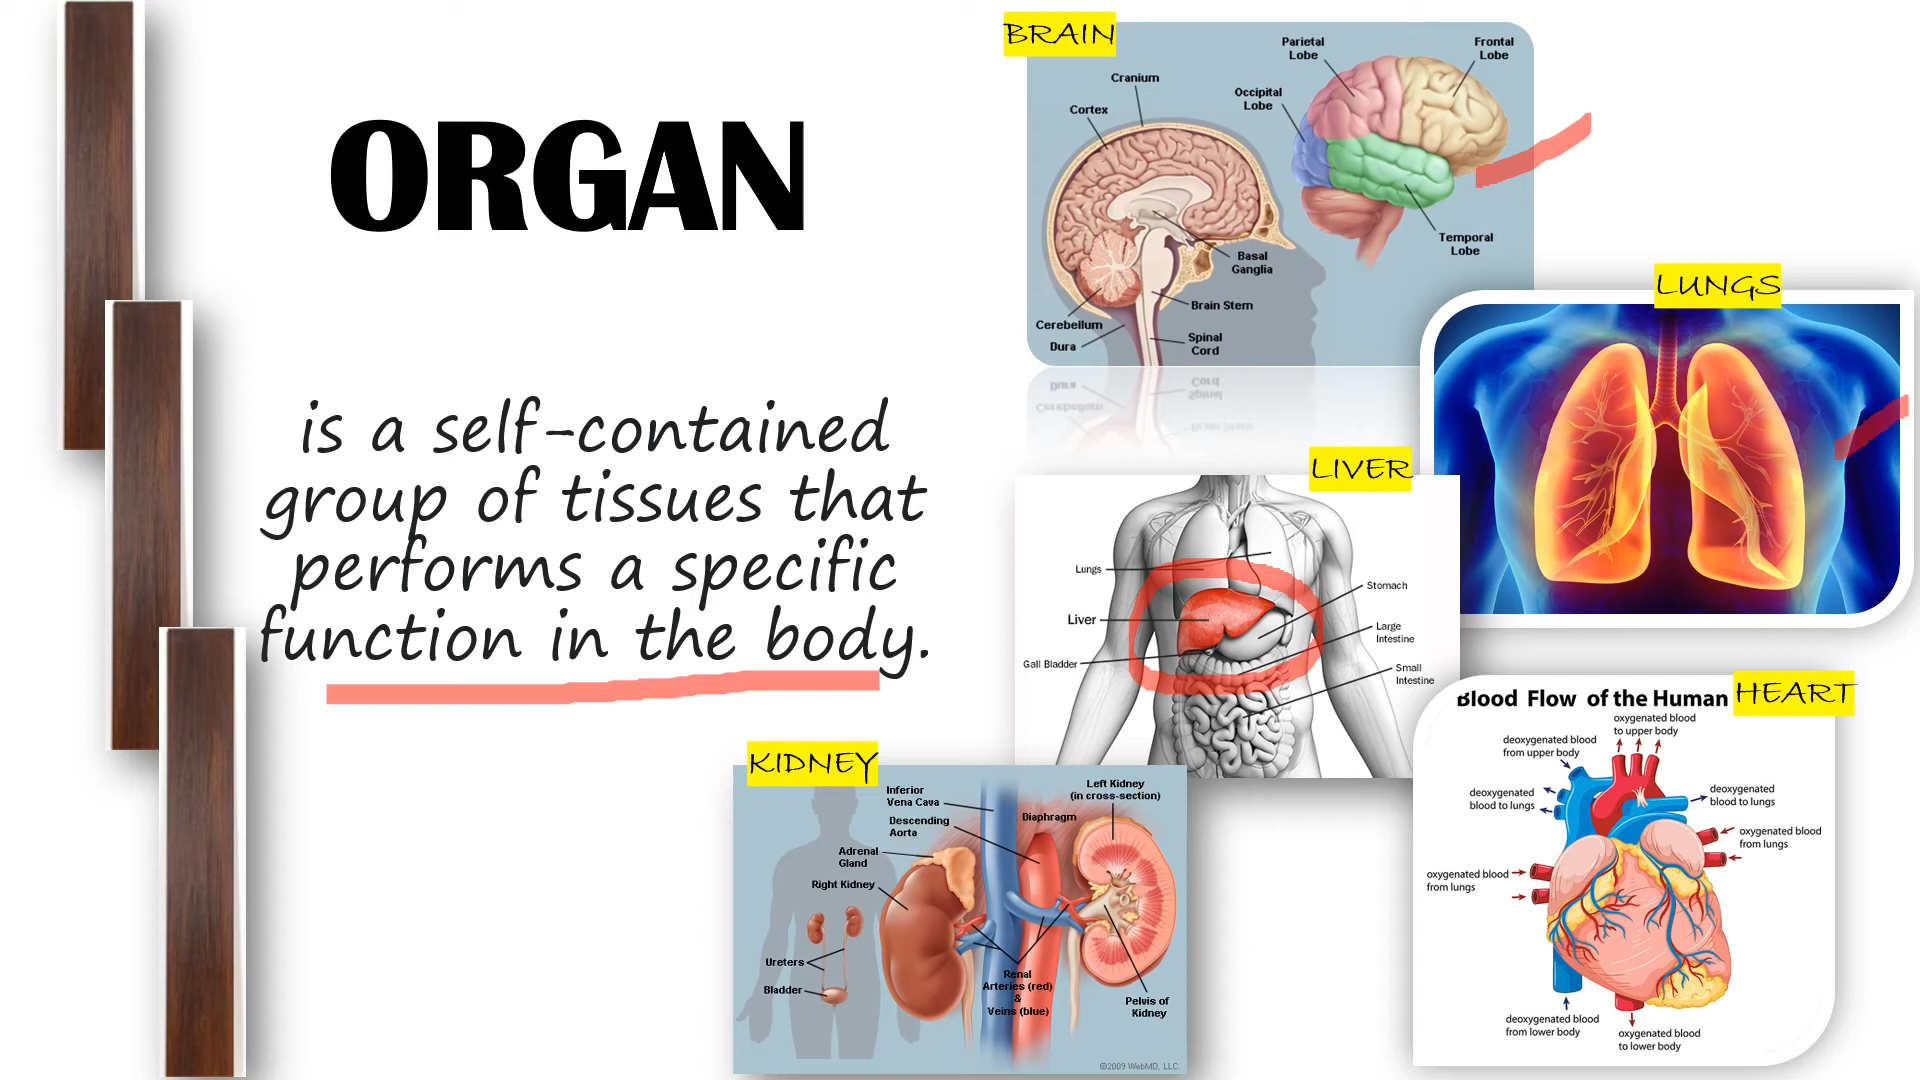 ORGAN
is a self-contained
group of tissues that
performs a specific
function in the body.
BRAIN
Parietal
Lobe
Frontal
Lobe
Cranium
Occipital
Lobe
Cortex
Temporal
Lobe
Basal
Ganglia
Brain Stem
Cerebellum
Dura
Spinal
Cord
LUNGS
LIVER
Lungs
Stomach
Liver
Large
Intestine
Gall Bladder
Small
Intestine
HEART
Blood Flow of the Human
oxygenated blood
to upper body
deoxygenated blood
from upper body
deoxygenated
blood to lungs
deoxygenated
blood to lungs
oxygenated blood
from lungs
oxygenated blood
from lungs
deoxygenated blood
from lower body
oxygenated blood
to lower body
KIDNEY
Inferior
Vena Cava
Left Kidney
(in cross-section)
Descending
Aorta
Diaphragm
Adrenal
Gland
Right Kidney
Ureters
Bladder
Renal
Arteries (red)
&
Veins (blue)
Pelvis of
Kidney
©2009 WebMD, LLC.